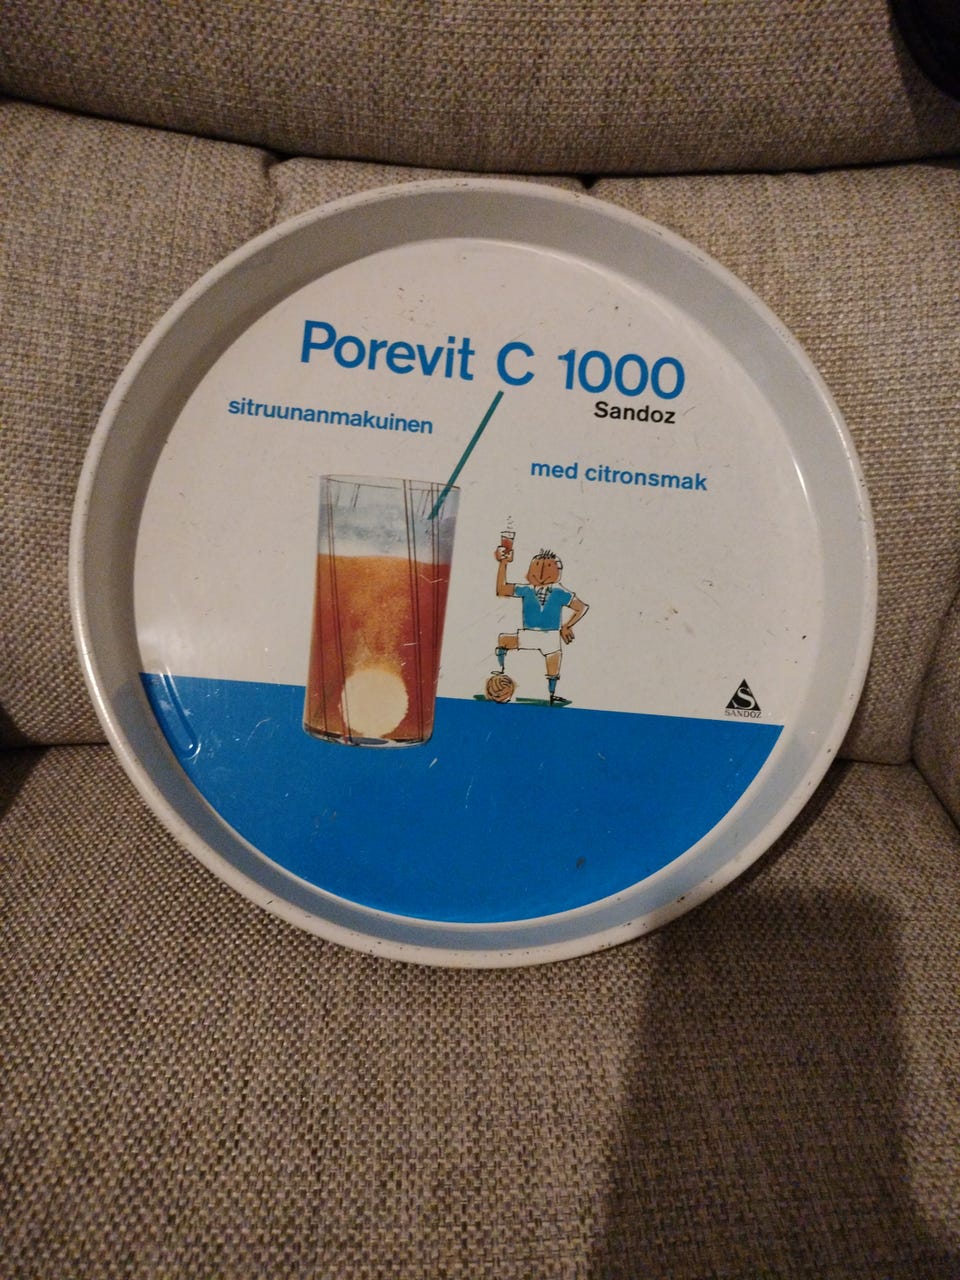 Porevit C 1000
Sandoz
sitruunanmakuinen
med citronsmak
S
SANDOZ